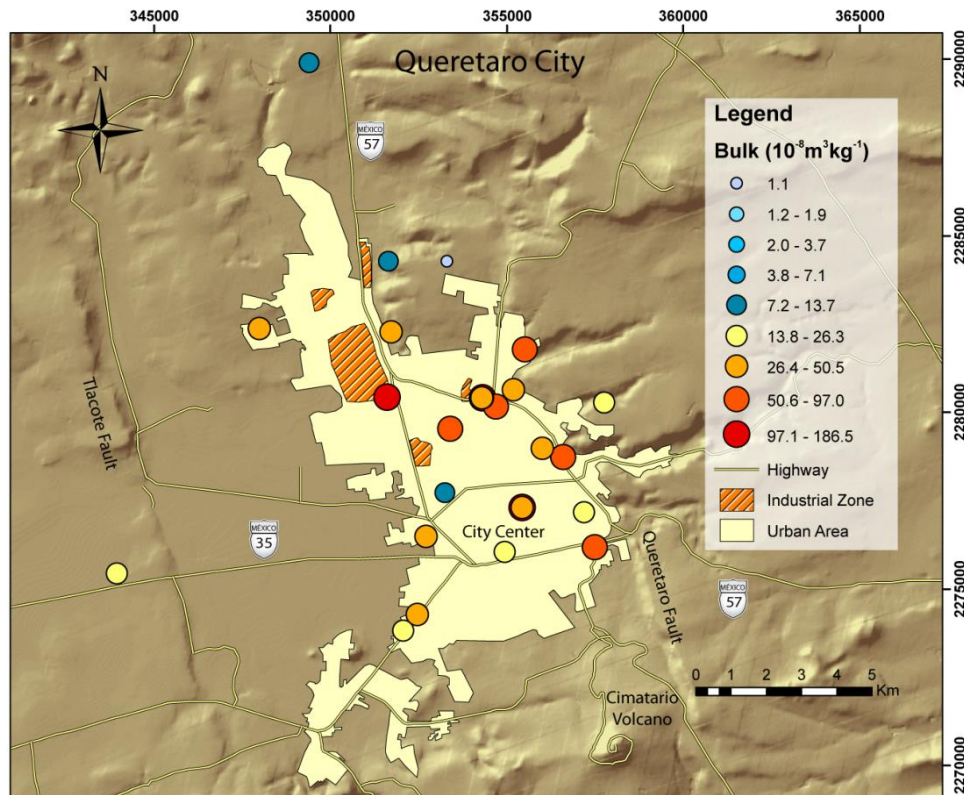 345000 350000 355000 360000 365000
Queretaro City
N
MÉXICO
57
2290000
2285000
2280000
2275000
2270000
Legend
Bulk (10⁻⁸m³kg⁻¹)
1.1
1.2 - 1.9
2.0 - 3.7
3.8 - 7.1
7.2 - 13.7
13.8 - 26.3
26.4 - 50.5
50.6 - 97.0
97.1 - 186.5
Highway
Industrial Zone
Urban Area
Tlacote Fault
City Center
MÉXICO
35
Queretaro Fault
MÉXICO
57
0 1 2 3 4 5
Km
Cimatario
Volcano